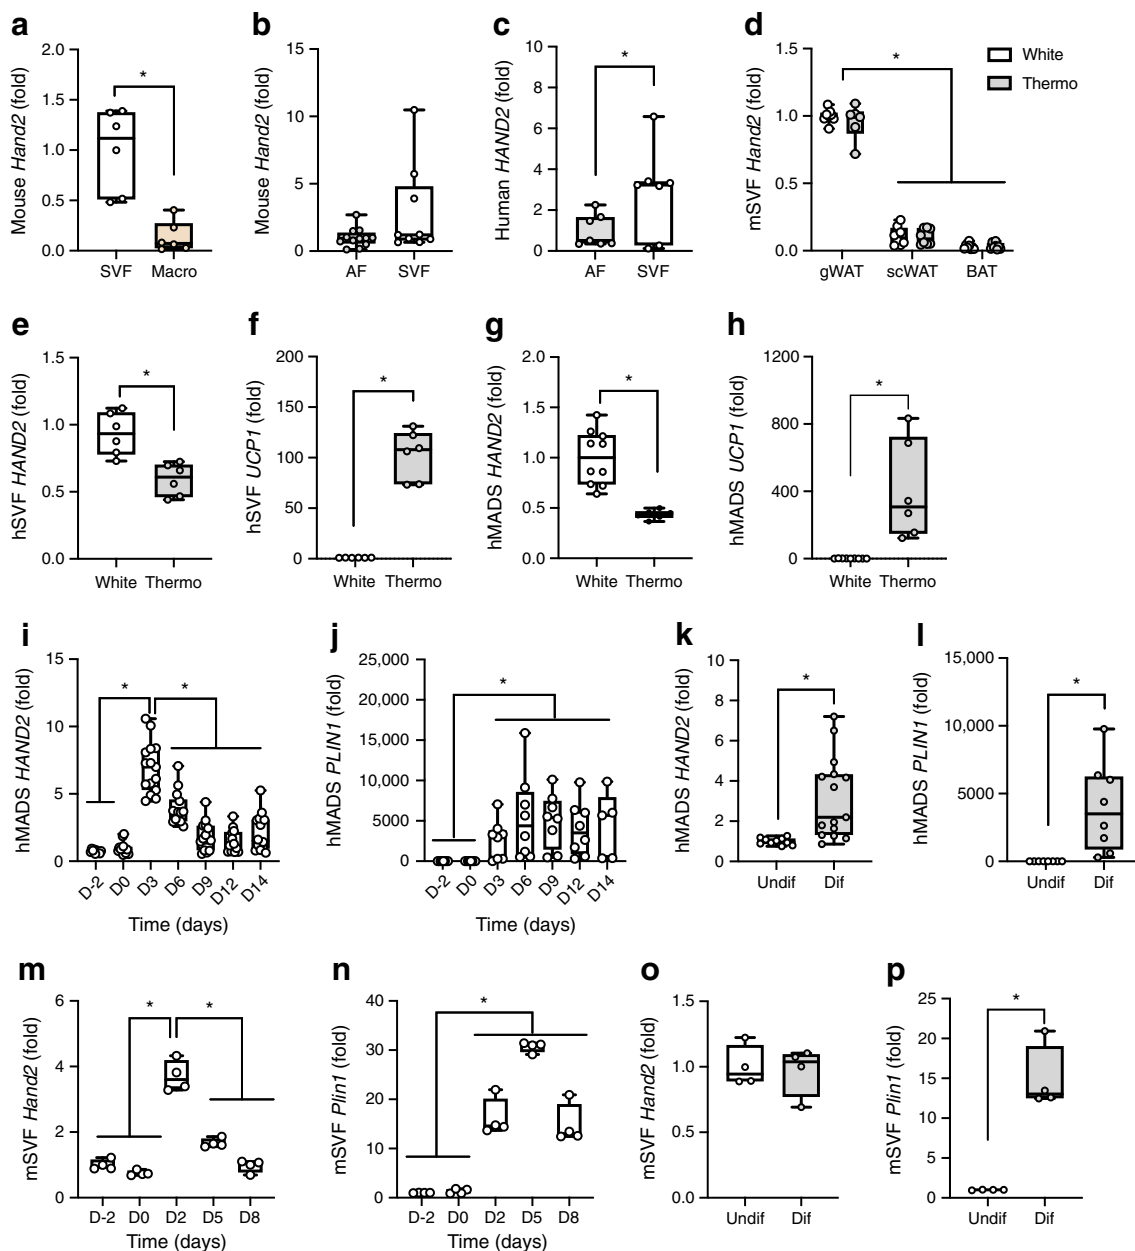 a
Mouse Hand2 (fold)
2.0
1.5
1.0
0.5
0.0
*
SVF Macro
b
Mouse Hand2 (fold)
15
10
5
0
AF SVF
c
Human HAND2 (fold)
10
8
6
4
2
0
*
AF SVF
d
mSVF Hand2 (fold)
1.5
1.0
0.5
0.0
*
gWAT scWAT BAT
White
Thermo
e
hSVF HAND2 (fold)
1.5
1.0
0.5
0.0
*
White Thermo
f
hSVF UCP1 (fold)
200
150
100
50
0
*
White Thermo
g
hMADS HAND2 (fold)
2.0
1.5
1.0
0.5
0.0
*
White Thermo
h
hMADS UCP1 (fold)
1200
800
400
0
*
White Thermo
i
hMADS HAND2 (fold)
15
10
5
0
* *
D-2 D0 D3 D6 D9 D12 D14
Time (days)
j
hMADS PLIN1 (fold)
25,000
20,000
15,000
10,000
5000
0
*
D-2 D0 D3 D6 D9 D12 D14
Time (days)
k
hMADS HAND2 (fold)
10
8
6
4
2
0
*
Undif Dif
l
hMADS PLIN1 (fold)
15,000
10,000
5000
0
*
Undif Dif
m
mSVF Hand2 (fold)
6
4
2
0
* *
D-2 D0 D2 D5 D8
Time (days)
n
mSVF Plin1 (fold)
40
30
20
10
0
*
D-2 D0 D2 D5 D8
Time (days)
o
mSVF Hand2 (fold)
1.5
1.0
0.5
0.0
Undif Dif
p
mSVF Plin1 (fold)
25
20
15
10
5
0
*
Undif Dif